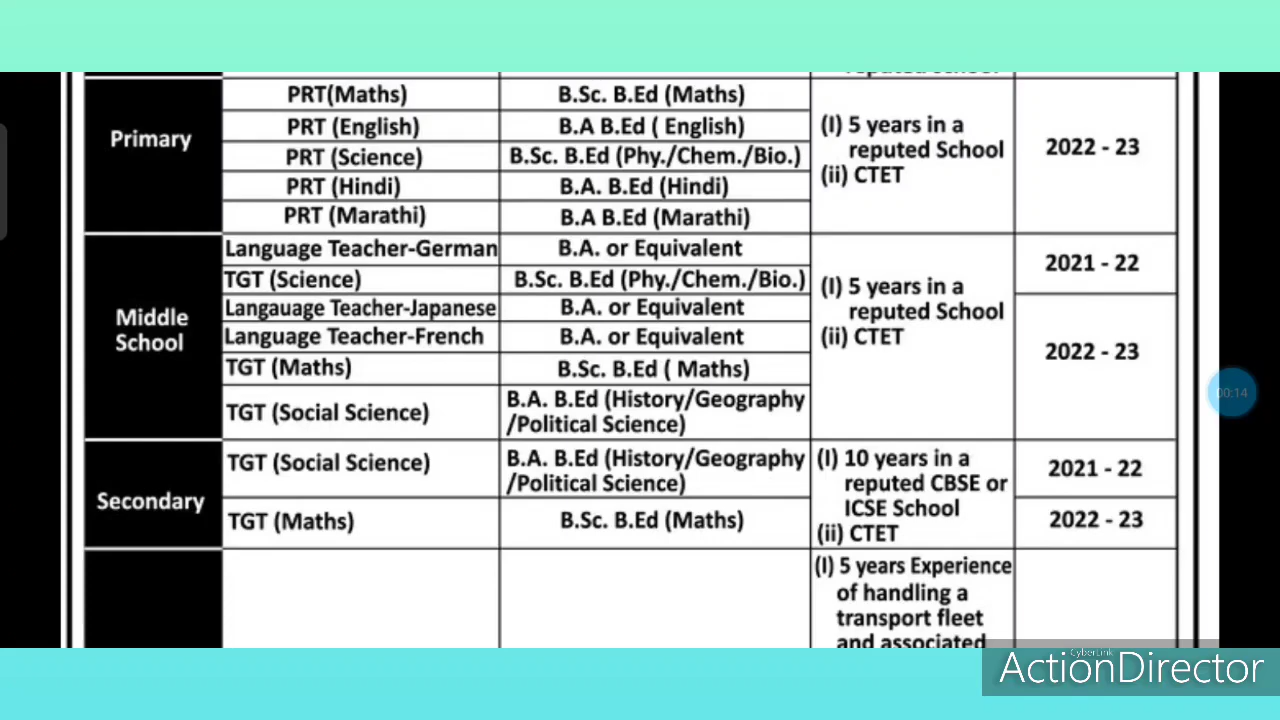 PRT(Maths) B.Sc. B.Ed (Maths)
Primary
PRT (English) B.A B.Ed ( English)
PRT (Science) B.Sc. B.Ed (Phy./Chem./Bio.)
PRT (Hindi) B.A. B.Ed (Hindi)
PRT (Marathi) B.A B.Ed (Marathi)
(I) 5 years in a
reputed School
(ii) CTET
2022 - 23
Middle
School
Language Teacher-German B.A. or Equivalent
TGT (Science) B.Sc. B.Ed (Phy./Chem./Bio.)
Langauage Teacher-Japanese B.A. or Equivalent
Language Teacher-French B.A. or Equivalent
TGT (Maths) B.Sc. B.Ed ( Maths)
TGT (Social Science) B.A. B.Ed (History/Geography
/Political Science)
(I) 5 years in a
reputed School
(ii) CTET
2021 - 22
2022 - 23
00:14
Secondary
TGT (Social Science) B.A. B.Ed (History/Geography
/Political Science)
TGT (Maths) B.Sc. B.Ed (Maths)
(I) 10 years in a
reputed CBSE or
ICSE School
(ii) CTET
2021 - 22
2022 - 23
(I) 5 years Experience
of handling a
transport fleet
and associated
CyberLink
ActionDirector